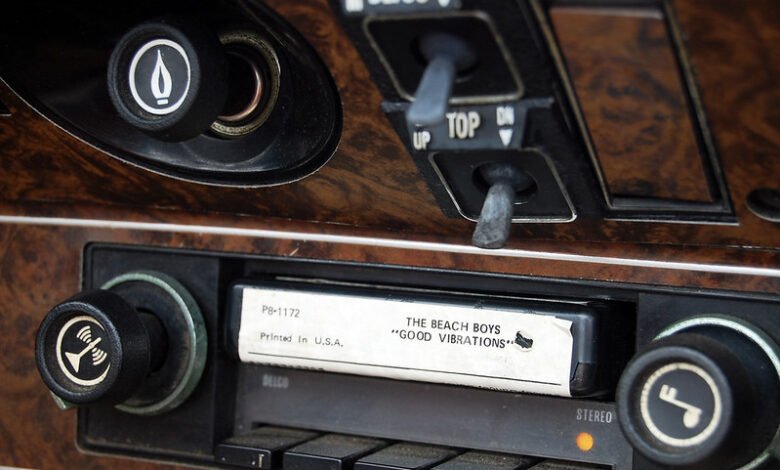 UP TOP DN
P8-1172
THE BEACH BOYS
Printed in U.S.A.
"GOOD VIBRATIONS"
DELCO
STEREO